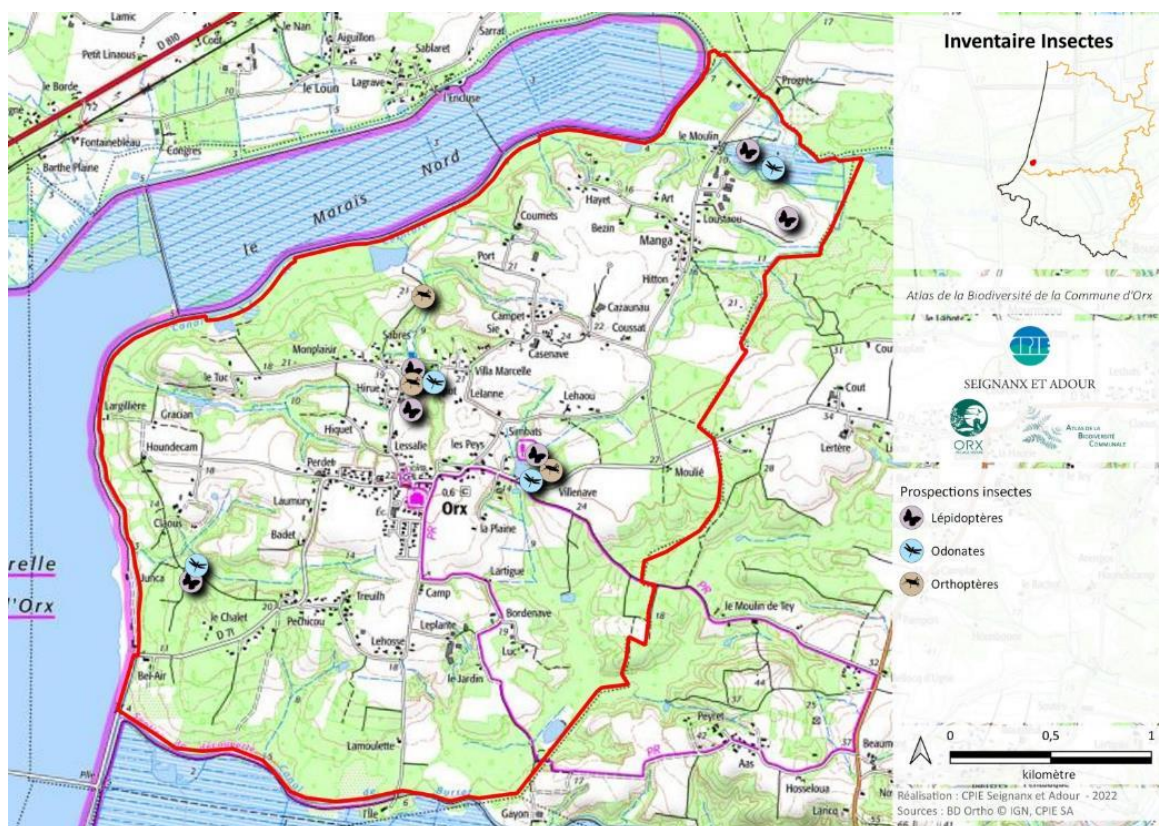 Inventaire Insectes
Atlas de la Biodiversité de la Commune d'Orx
CPIE
SEIGNANX ET ADOUR
ORX
ATLAS DE LA
BIODIVERSITÉ
COMMUNALE
Prospections insectes
Lépidoptères
Odonates
Orthoptères
0 0,5 1
kilomètre
Réalisation : CPIE Seignanx et Adour - 2022
Sources : BD Ortho © IGN, CPIE SA
Lamic
le Nan
Aiguillon
Sarrat
Petit Linaous
D 810
Sablaret
Lagrave
le Borde
le Loun
l'Encluse
Fontainebleau
Congres
Barthe Plaine
le Marais Nord
Progrès
le Moulin
Hayet
Art
Loustaou
Bezin
Manga
Coumets
Port
Hitton
Cazaunau
Campet
Sie
Coussat
Casenave
Sabres
Monplaisir
Villa Marcelle
le Tuc
Hirue
Lelanne
Lehaou
Largillière
Gracian
Hiquet
Houndecam
Lessalle
les Peys
Simbats
Perdet
Moulié
Villenave
Laumury
Orx
la Plaine
Claous
Badet
Lartigue
Junca
Camp
le Chalet
Treuilh
Bordenave
Pechicou
Leplante
D 71
Lehosse
Luc
Bel-Air
le Jardin
Lamoulette
l'Île
Gayon
Cout
Lertère
le Moulin de Tey
Peyret
Aas
Hosseloua
Lancq
PR